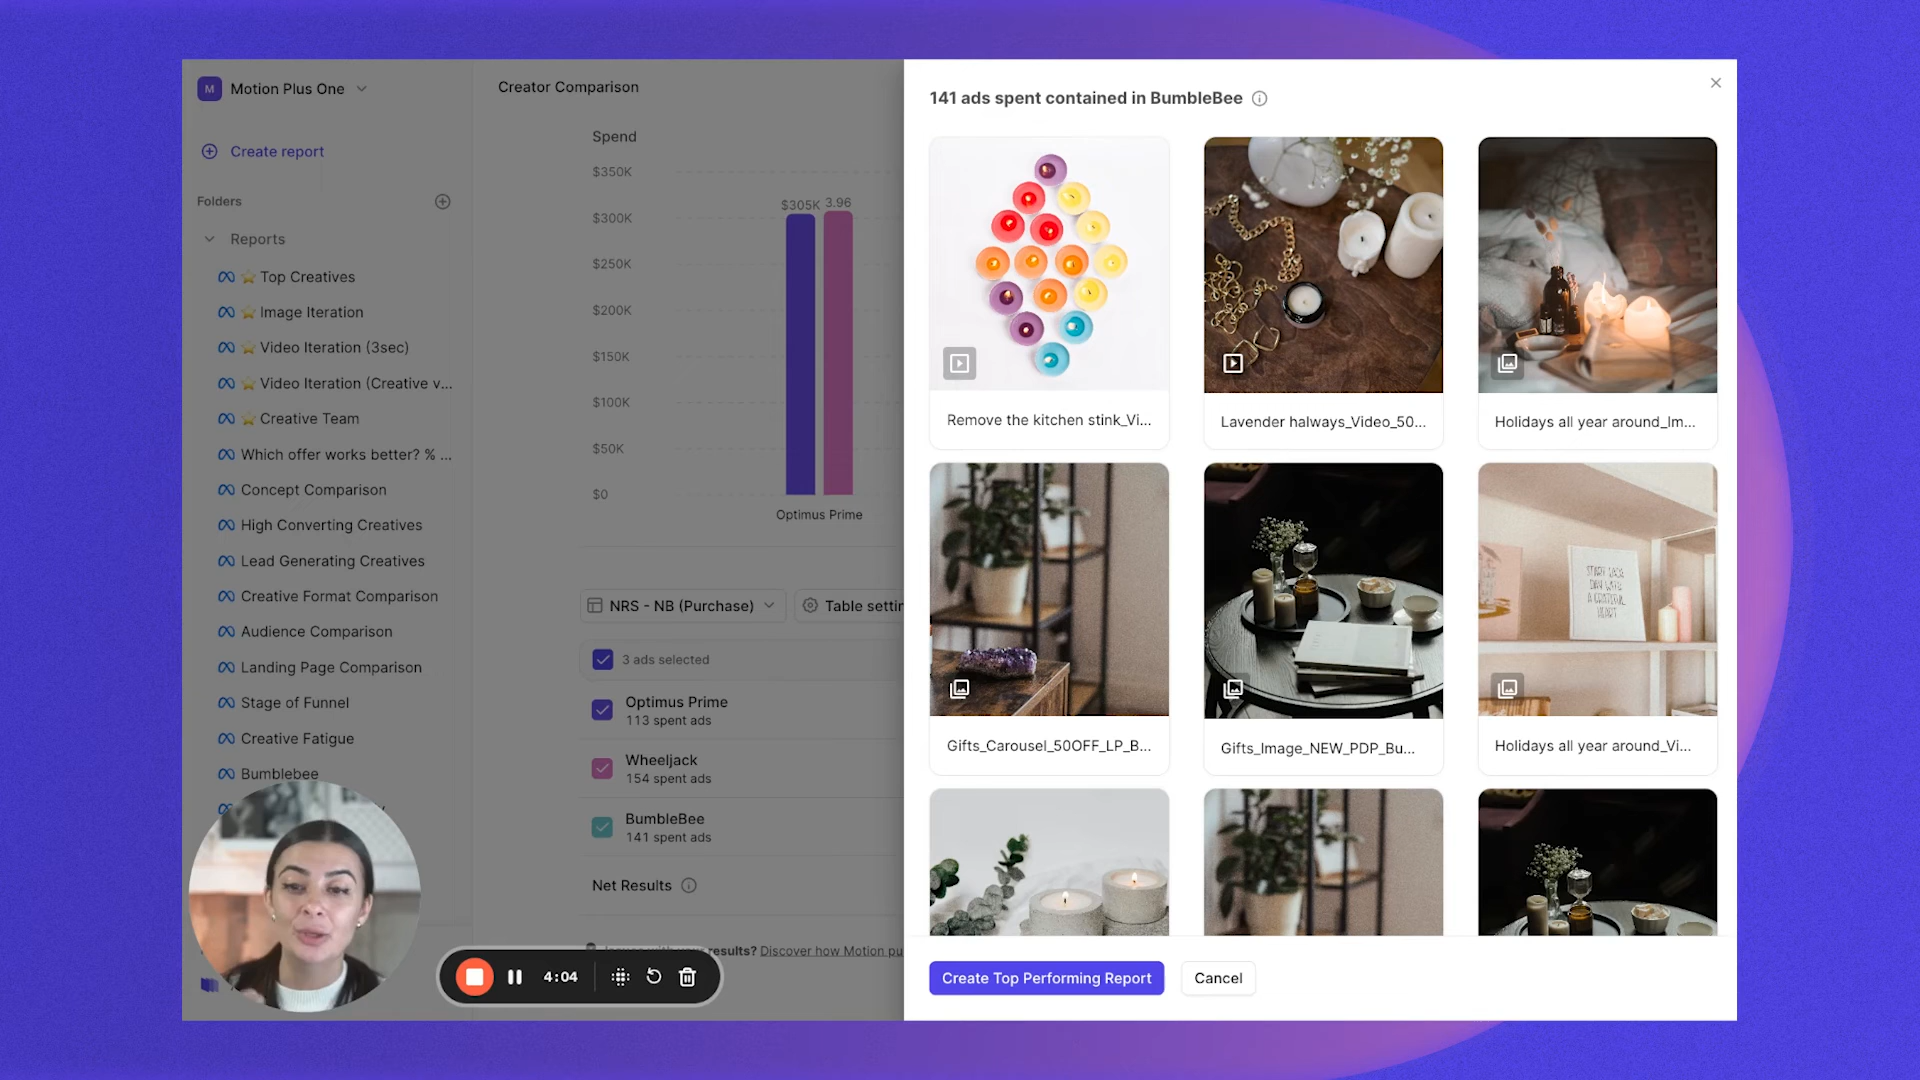 M Motion Plus One
Create report
Folders
Reports
Top Creatives
Image Iteration
Video Iteration (3sec)
Video Iteration (Creative v...
Creative Team
Which offer works better? % ...
Concept Comparison
High Converting Creatives
Lead Generating Creatives
Creative Format Comparison
Audience Comparison
Landing Page Comparison
Stage of Funnel
Creative Fatigue
Bumblebee
Creator Comparison
Spend
$350K
$300K
$250K
$200K
$150K
$100K
$50K
$0
$305K 3.96
Optimus Prime
NRS - NB (Purchase)
Table settin
3 ads selected
Optimus Prime
113 spent ads
Wheeljack
154 spent ads
BumbleBee
141 spent ads
Net Results
results? Discover how Motion pu
4:04
141 ads spent contained in BumbleBee
Remove the kitchen stink_Vi...
Lavender halways_Video_50...
Holidays all year around_Im...
START EACH
DAY WITH
A GRATEFUL
HEART
Gifts_Carousel_50OFF_LP_B...
Gifts_Image_NEW_PDP_Bu...
Holidays all year around_Vi...
Create Top Performing Report
Cancel